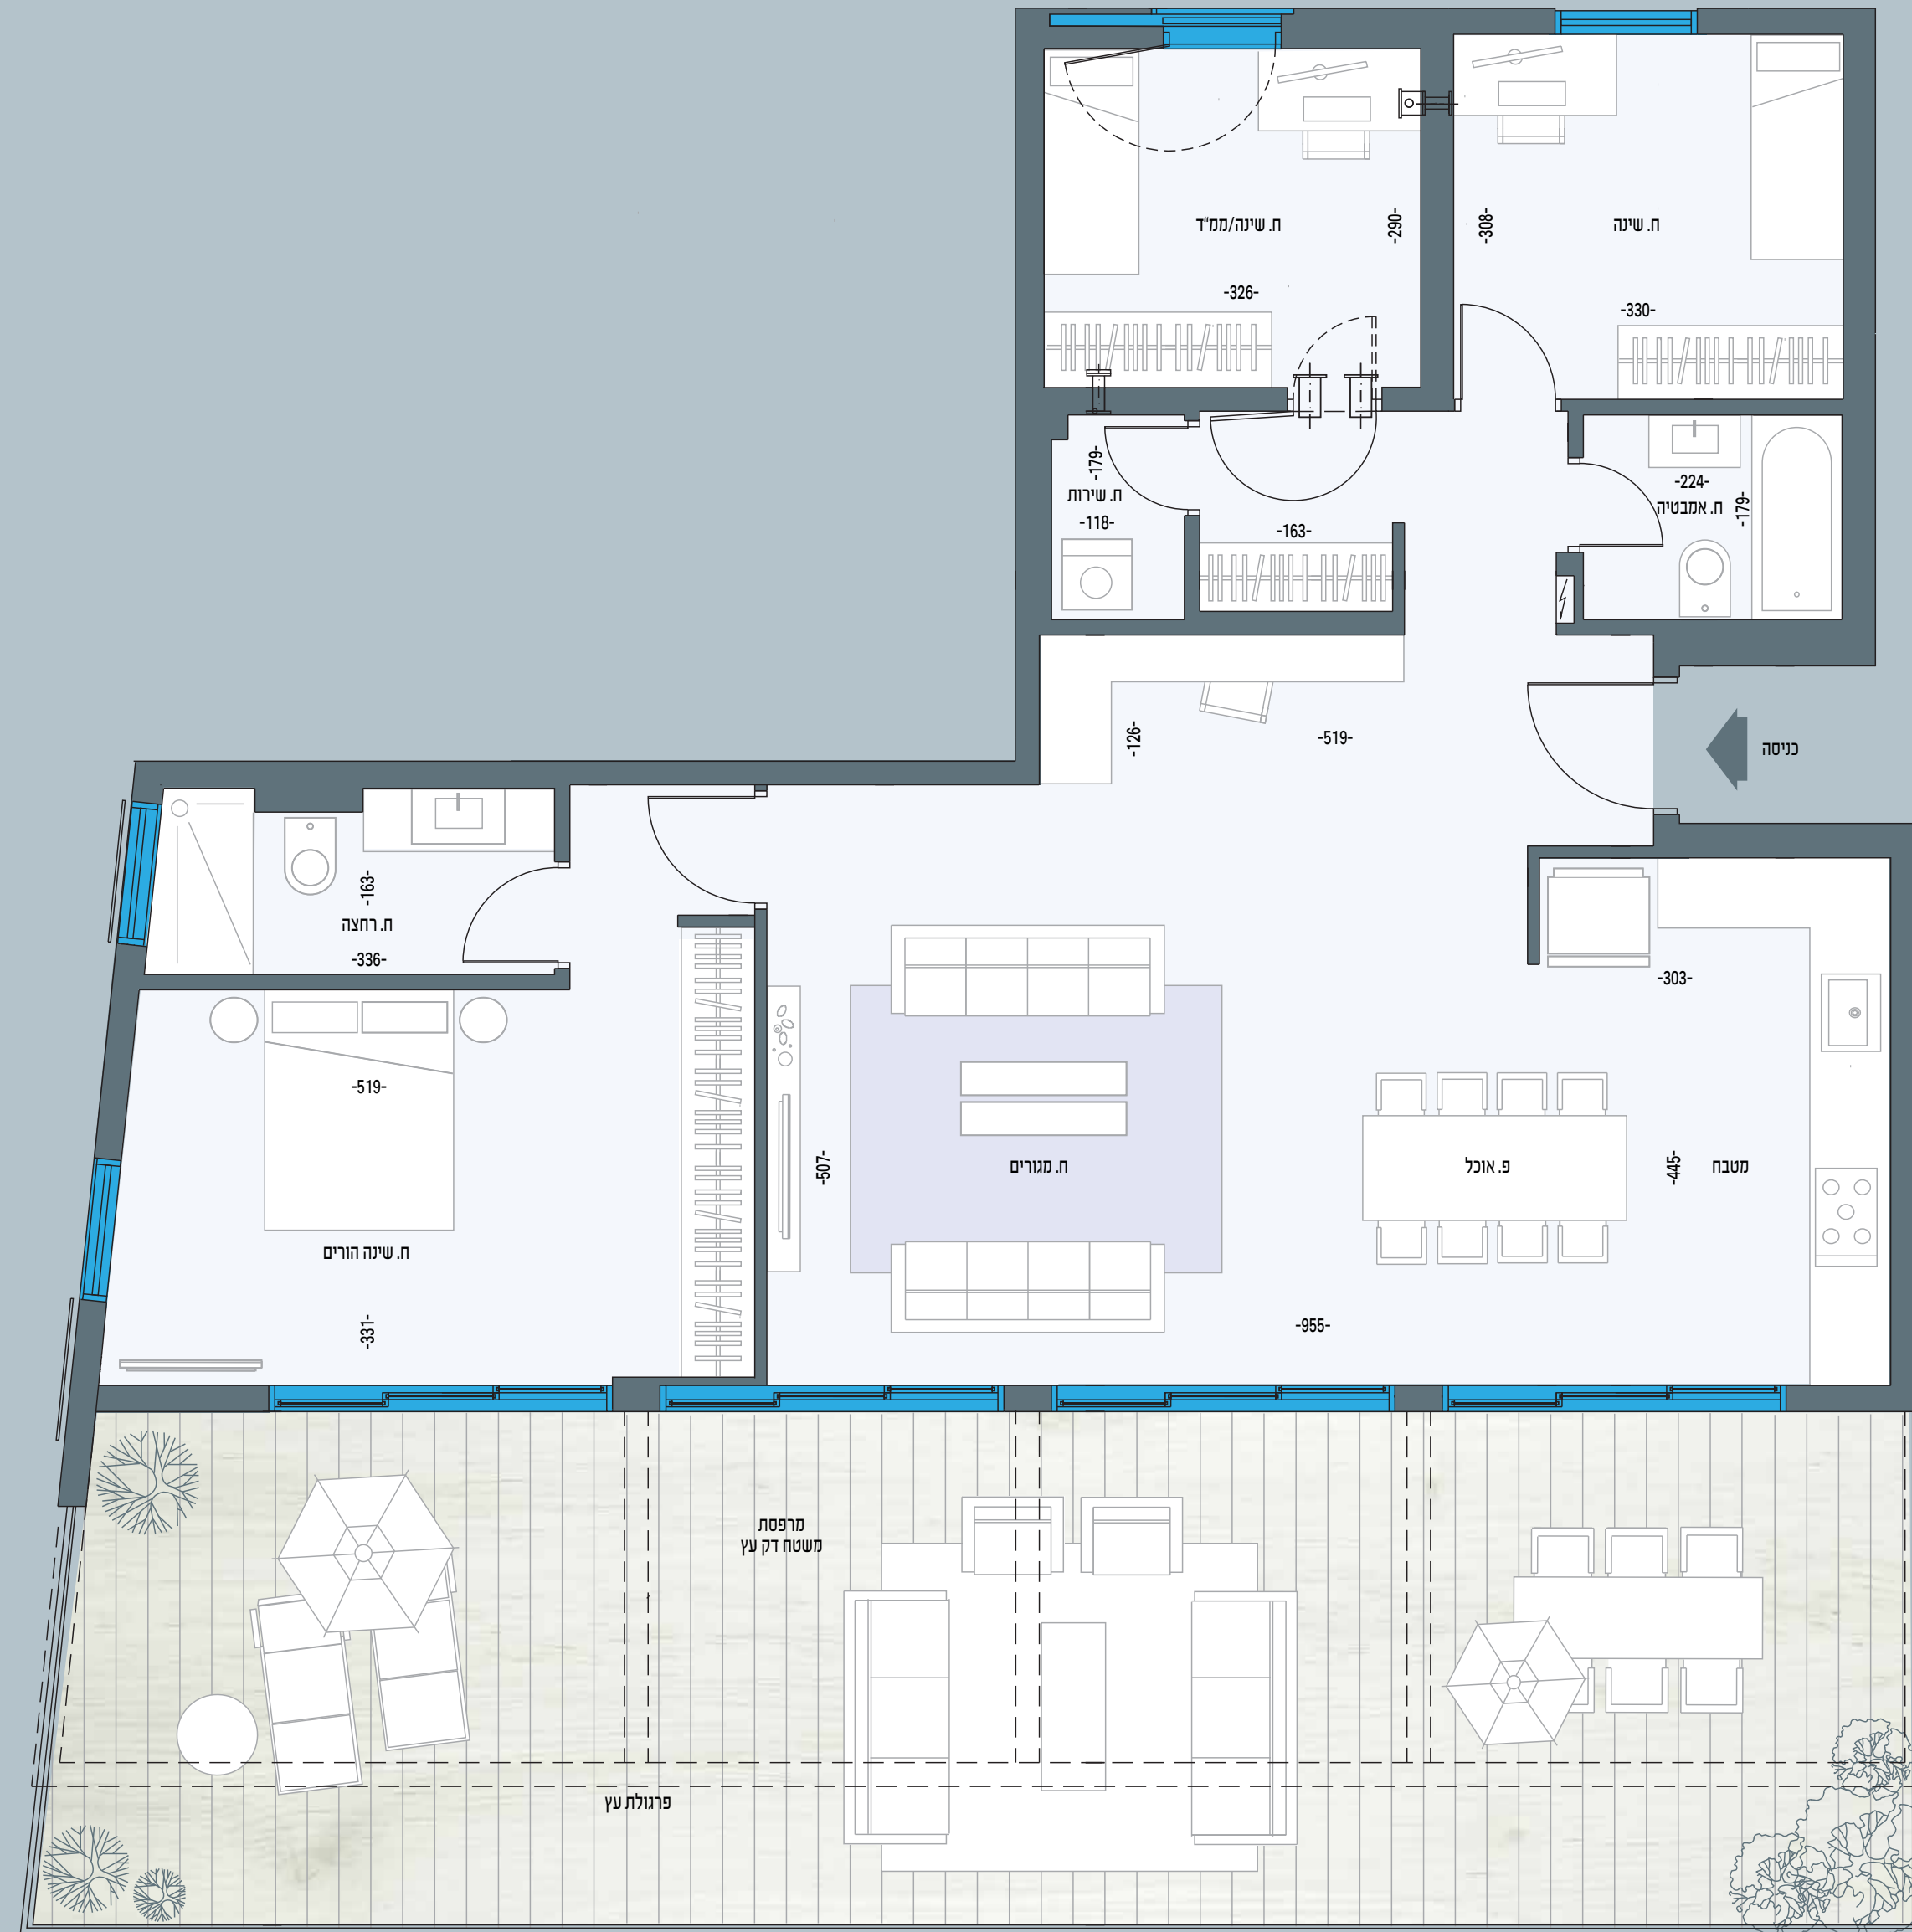 ח. שינה/ממ"ד
-290-
-326-
ח. שינה
-308-
-330-
-179-
ח. שירות
-118-
-163-
-224-
ח. אמבטיה
-179-
-126-
-519-
כניסה
-163-
ח. רחצה
-336-
-303-
-519-
ח. שינה הורים
-331-
-507-
ח. מגורים
פ. אוכל
-445-
מטבח
-955-
מרפסת
משטח דק עץ
פרגולת עץ